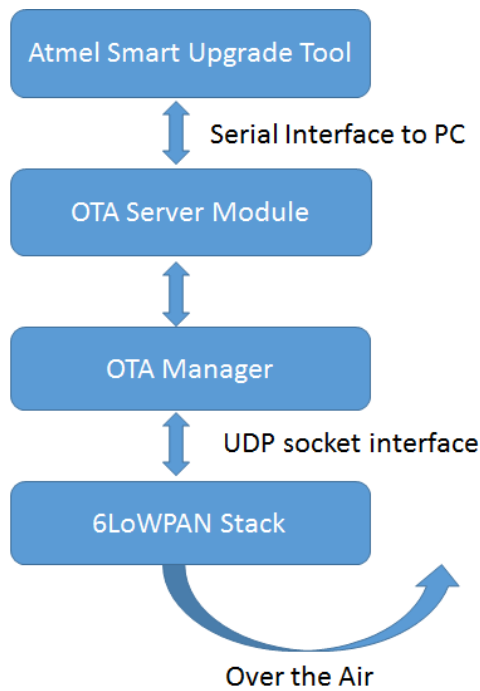 Atmel Smart Upgrade Tool
Serial Interface to PC
OTA Server Module
OTA Manager
UDP socket interface
6LoWPAN Stack
Over the Air